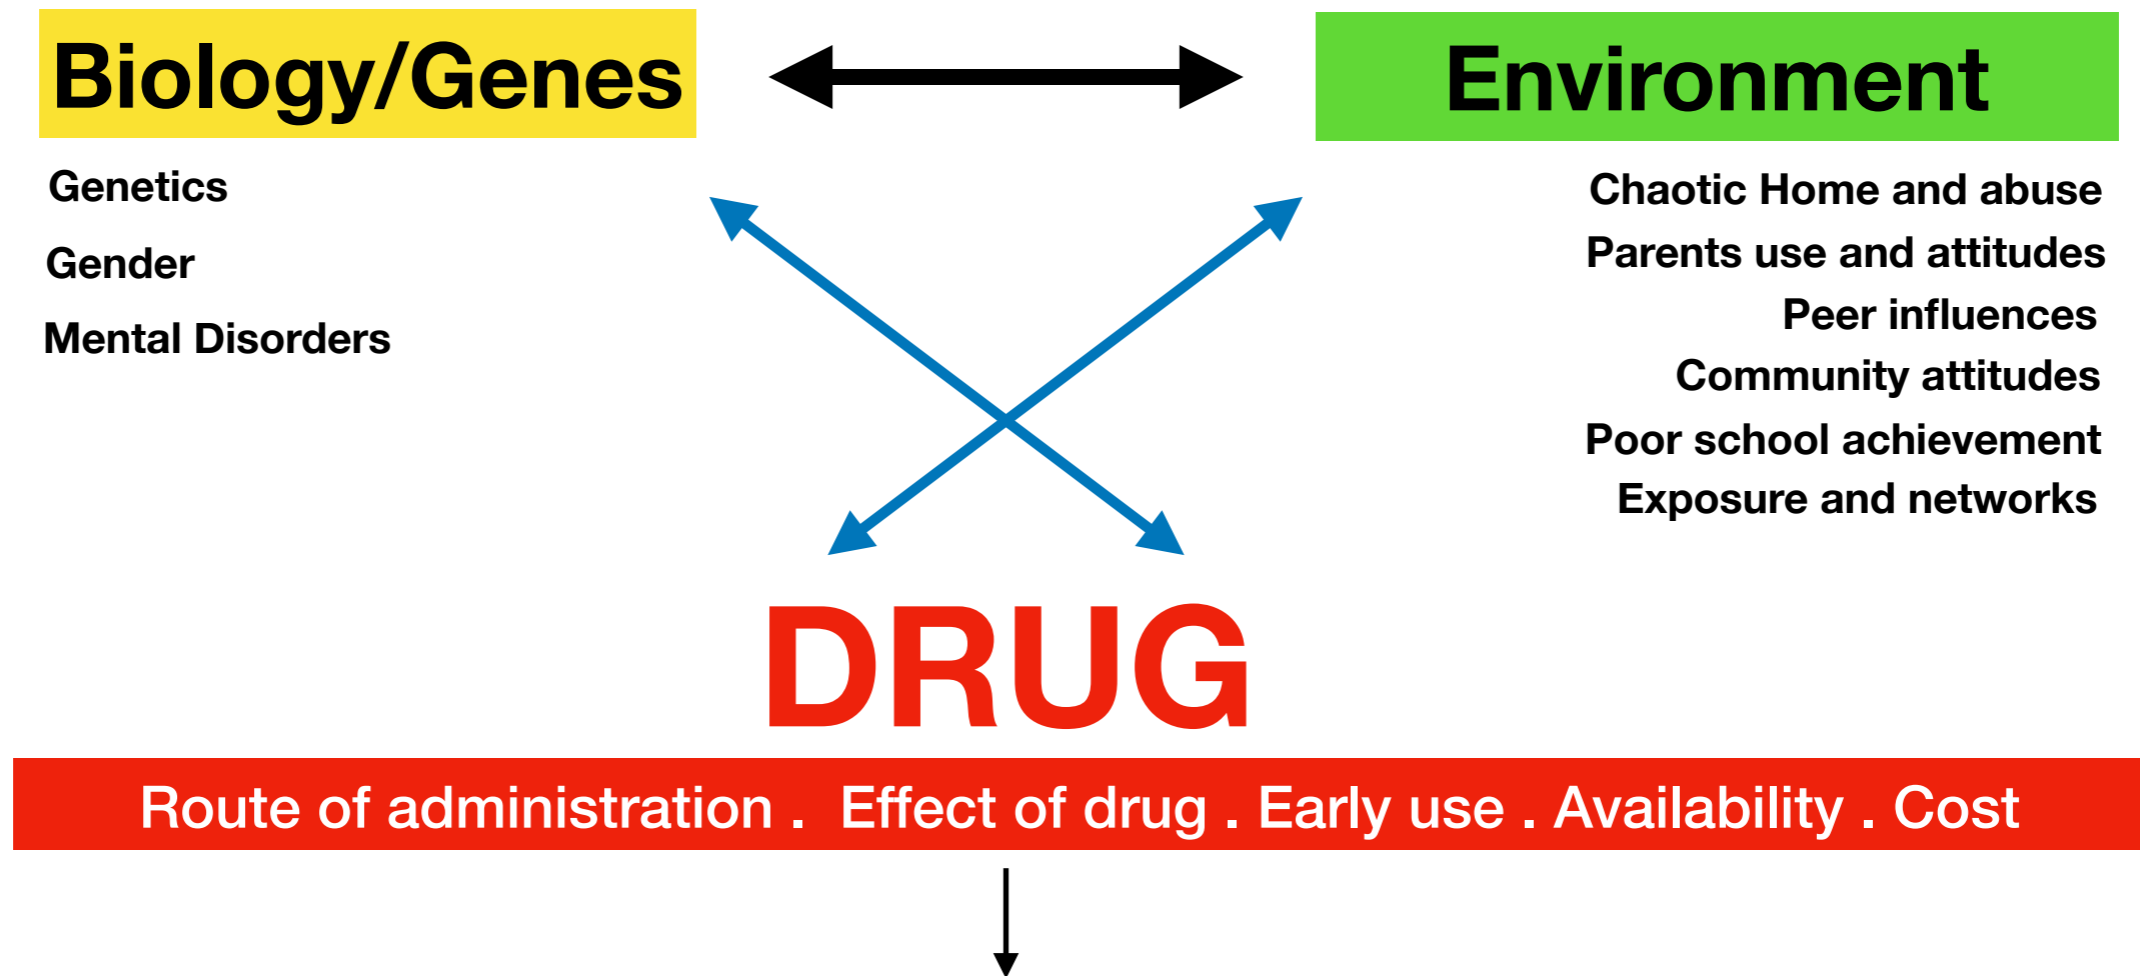 Biology/Genes
Environment
Genetics
Gender
Mental Disorders
Chaotic Home and abuse
Parents use and attitudes
Peer influences
Community attitudes
Poor school achievement
Exposure and networks
DRUG
Route of administration . Effect of drug . Early use . Availability . Cost